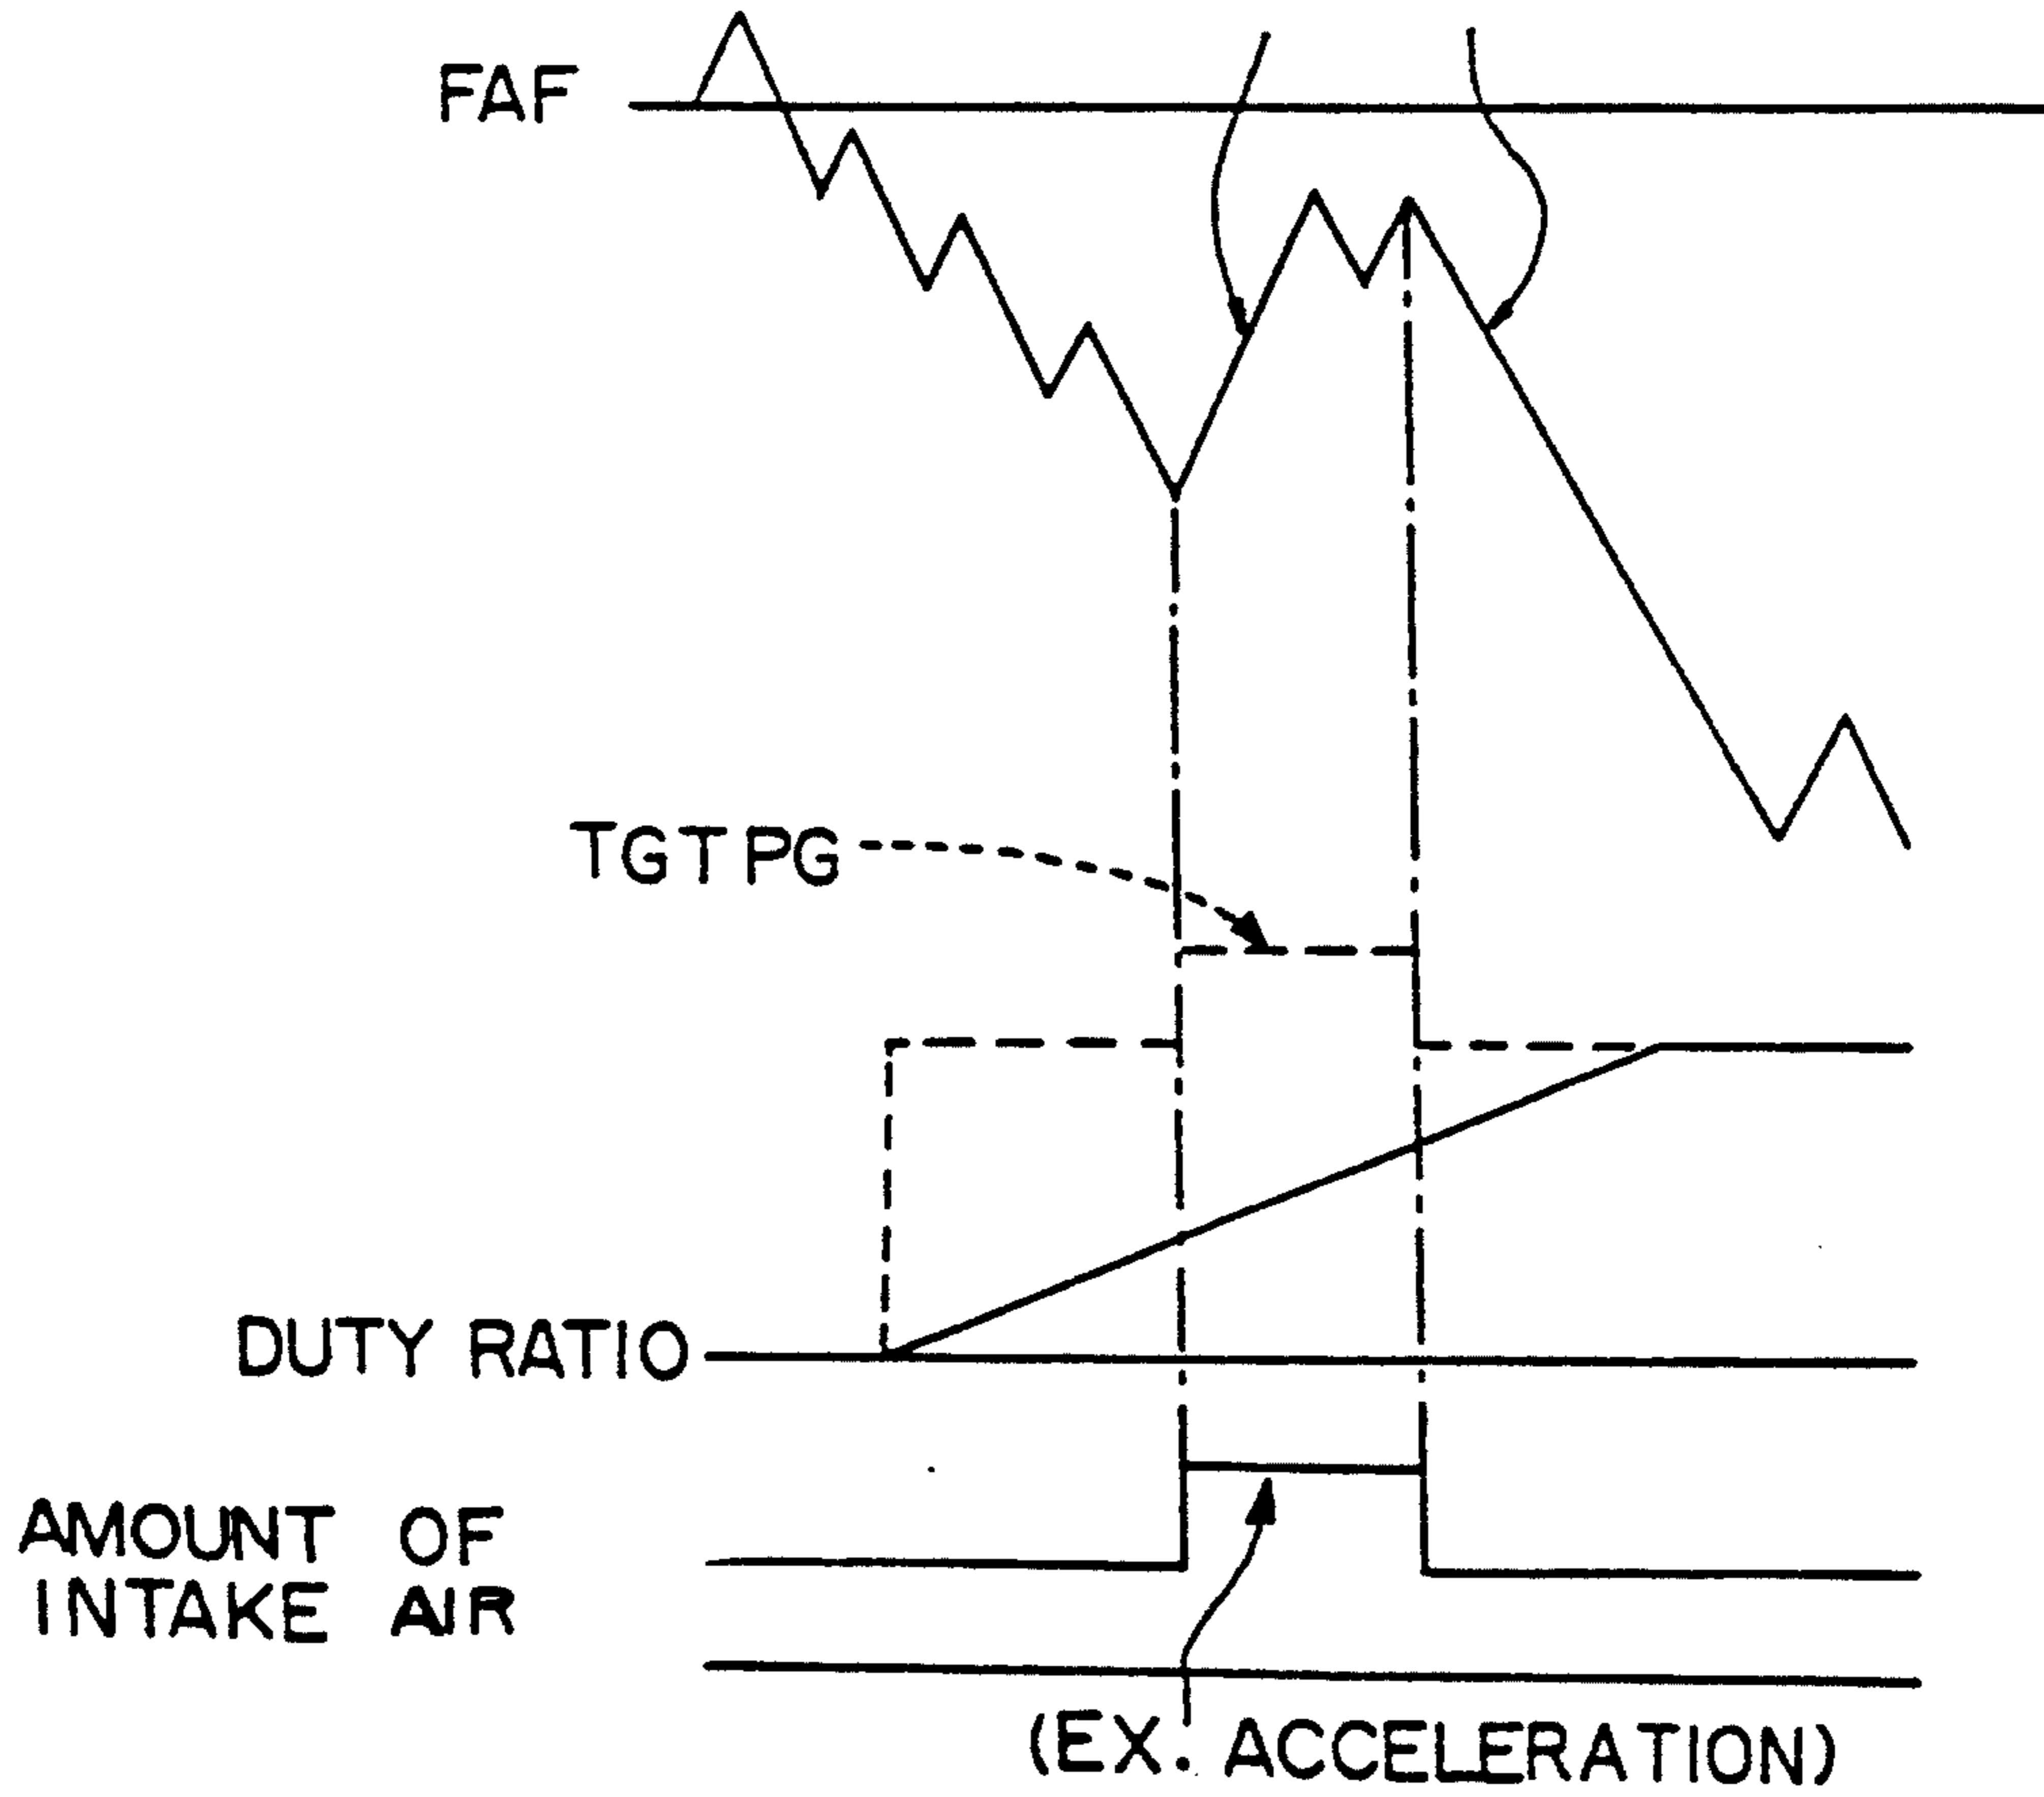 FAF
TGTPG
DUTY RATIO
AMOUNT OF
INTAKE AIR
(EX. ACCELERATION)